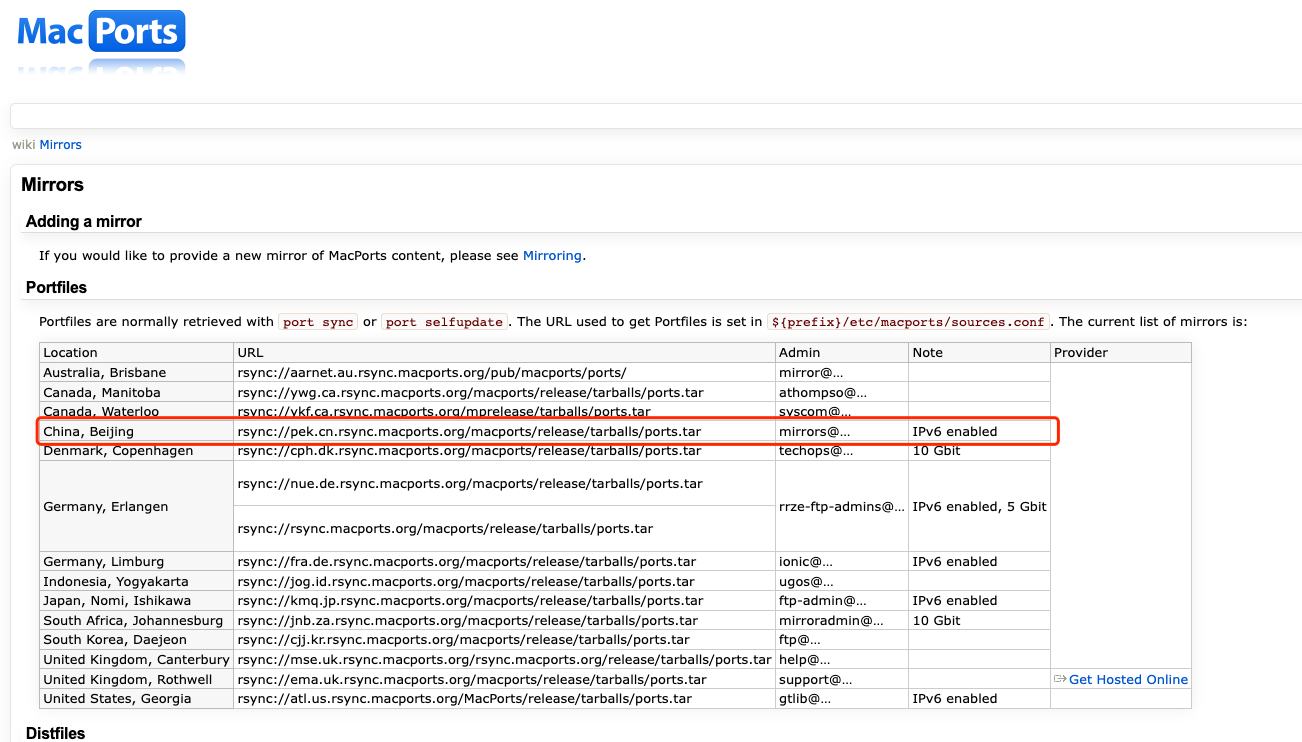 MacPorts
wiki Mirrors
Mirrors
Adding a mirror
If you would like to provide a new mirror of MacPorts content, please see Mirroring.
Portfiles
Portfiles are normally retrieved with port sync or port selfupdate. The URL used to get Portfiles is set in ${prefix}/etc/macports/sources.conf. The current list of mirrors is:
Location URL Admin Note Provider
Australia, Brisbane rsync://aarnet.au.rsync.macports.org/pub/macports/ports/ mirror@...
Canada, Manitoba rsync://ywg.ca.rsync.macports.org/macports/release/tarballs/ports.tar athompso@...
Canada, Waterloo rsync://ykf.ca.rsync.macports.org/mprelease/tarballs/ports.tar syscom@...
China, Beijing rsync://pek.cn.rsync.macports.org/macports/release/tarballs/ports.tar mirrors@... IPv6 enabled
Denmark, Copenhagen rsync://cph.dk.rsync.macports.org/macports/release/tarballs/ports.tar techops@... 10 Gbit
rsync://nue.de.rsync.macports.org/macports/release/tarballs/ports.tar
Germany, Erlangen rrze-ftp-admins@... IPv6 enabled, 5 Gbit
rsync://rsync.macports.org/macports/release/tarballs/ports.tar
Germany, Limburg rsync://fra.de.rsync.macports.org/macports/release/tarballs/ports.tar ionic@... IPv6 enabled
Indonesia, Yogyakarta rsync://jog.id.rsync.macports.org/macports/release/tarballs/ports.tar ugos@...
Japan, Nomi, Ishikawa rsync://kmq.jp.rsync.macports.org/macports/release/tarballs/ports.tar ftp-admin@... IPv6 enabled
South Africa, Johannesburg rsync://jnb.za.rsync.macports.org/macports/release/tarballs/ports.tar mirroradmin@... 10 Gbit
South Korea, Daejeon rsync://cjj.kr.rsync.macports.org/macports/release/tarballs/ports.tar ftp@...
United Kingdom, Canterbury rsync://mse.uk.rsync.macports.org/rsync.macports.org/release/tarballs/ports.tar help@...
United Kingdom, Rothwell rsync://ema.uk.rsync.macports.org/macports/release/tarballs/ports.tar support@... Get Hosted Online
United States, Georgia rsync://atl.us.rsync.macports.org/MacPorts/release/tarballs/ports.tar gtlib@... IPv6 enabled
Distfiles